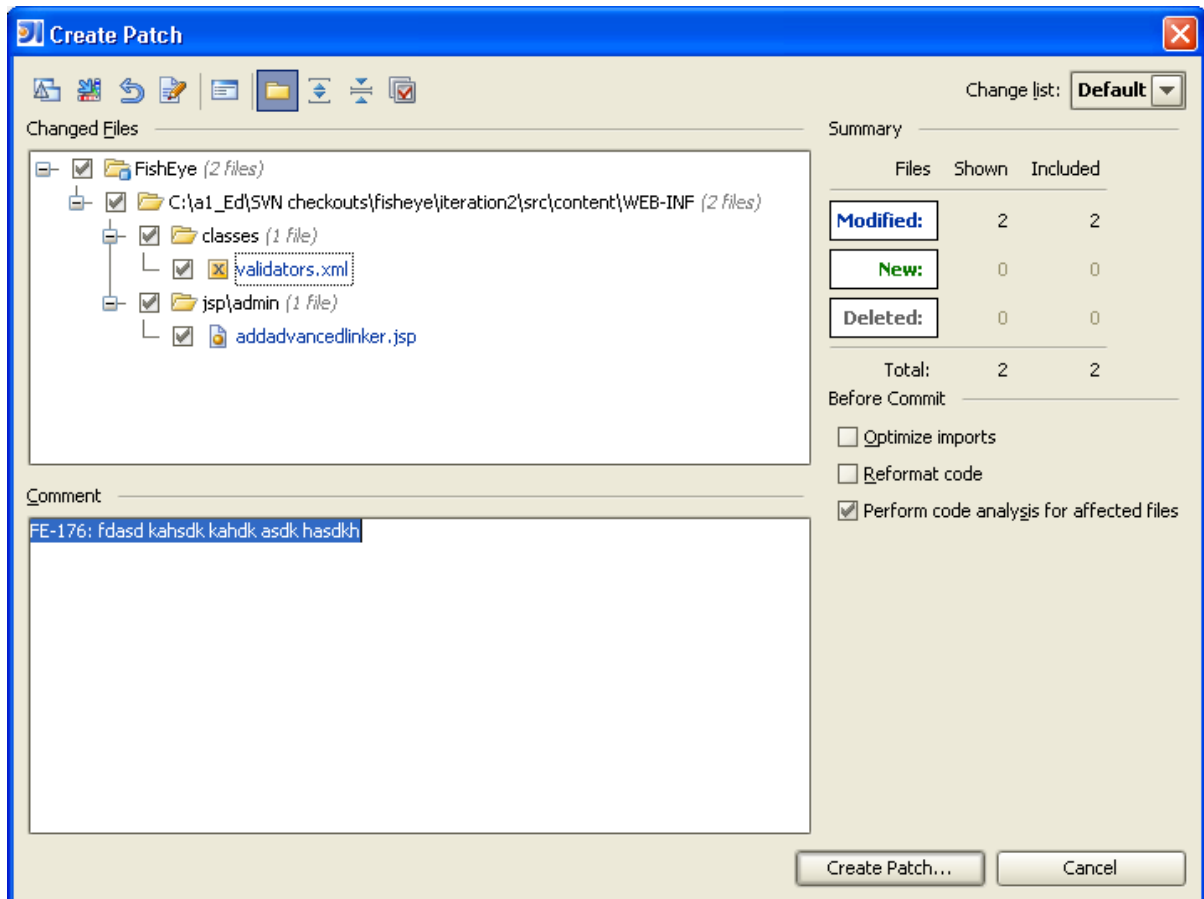 Create Patch
Change list: Default
Changed Files
FishEye (2 files)
C:\a1_Ed\SVN checkouts\fisheye\iteration2\src\content\WEB-INF (2 files)
classes (1 file)
validators.xml
jsp\admin (1 file)
addadvancedlinker.jsp
Summary
Files Shown Included
Modified: 2 2
New: 0 0
Deleted: 0 0
Total: 2 2
Before Commit
Optimize imports
Reformat code
Perform code analysis for affected files
Comment
FE-176: fdasd kahsdk kahdk asdk hasdkh
Create Patch... Cancel